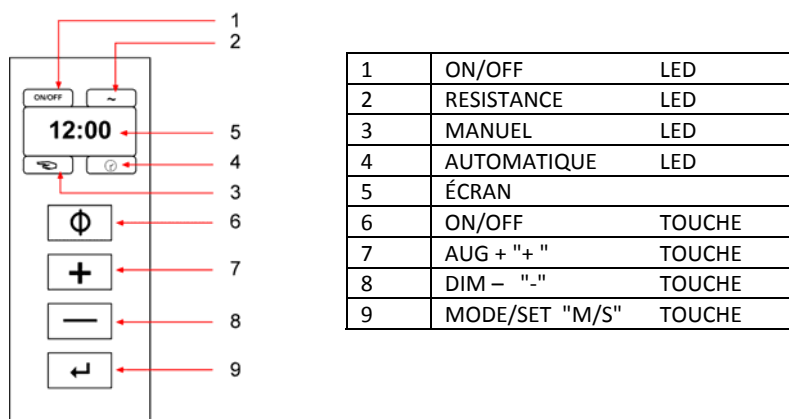 1
2
ON/OFF ~
12:00
5
4
3
6
+
7
—
8
9
1 ON/OFF LED
2 RESISTANCE LED
3 MANUEL LED
4 AUTOMATIQUE LED
5 ÉCRAN
6 ON/OFF TOUCHE
7 AUG + "+ " TOUCHE
8 DIM – "-" TOUCHE
9 MODE/SET "M/S" TOUCHE